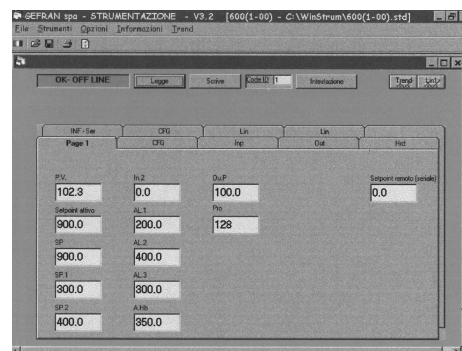 GEFRAN spa - STRUMENTAZIONE - V3.2 [600(1-00) - C:\WinStrum\600(1-00).std]
File Strumenti Opzioni Informazioni Trend
OK- OFF LINE Legge Scrive Code ID 1 Intestazione Trend Lin1
INF-Ser CFG Lin Lin
Page 1 CFG Inp Out Hrd
P.V. In.2 Ou.P Setpoint remoto (seriale)
102.3 0.0 100.0 0.0
Setpoint attivo AL.1 Pro
900.0 200.0 128
SP AL.2
900.0 400.0
SP.1 AL.3
300.0 300.0
SP.2 A.Hb
400.0 350.0